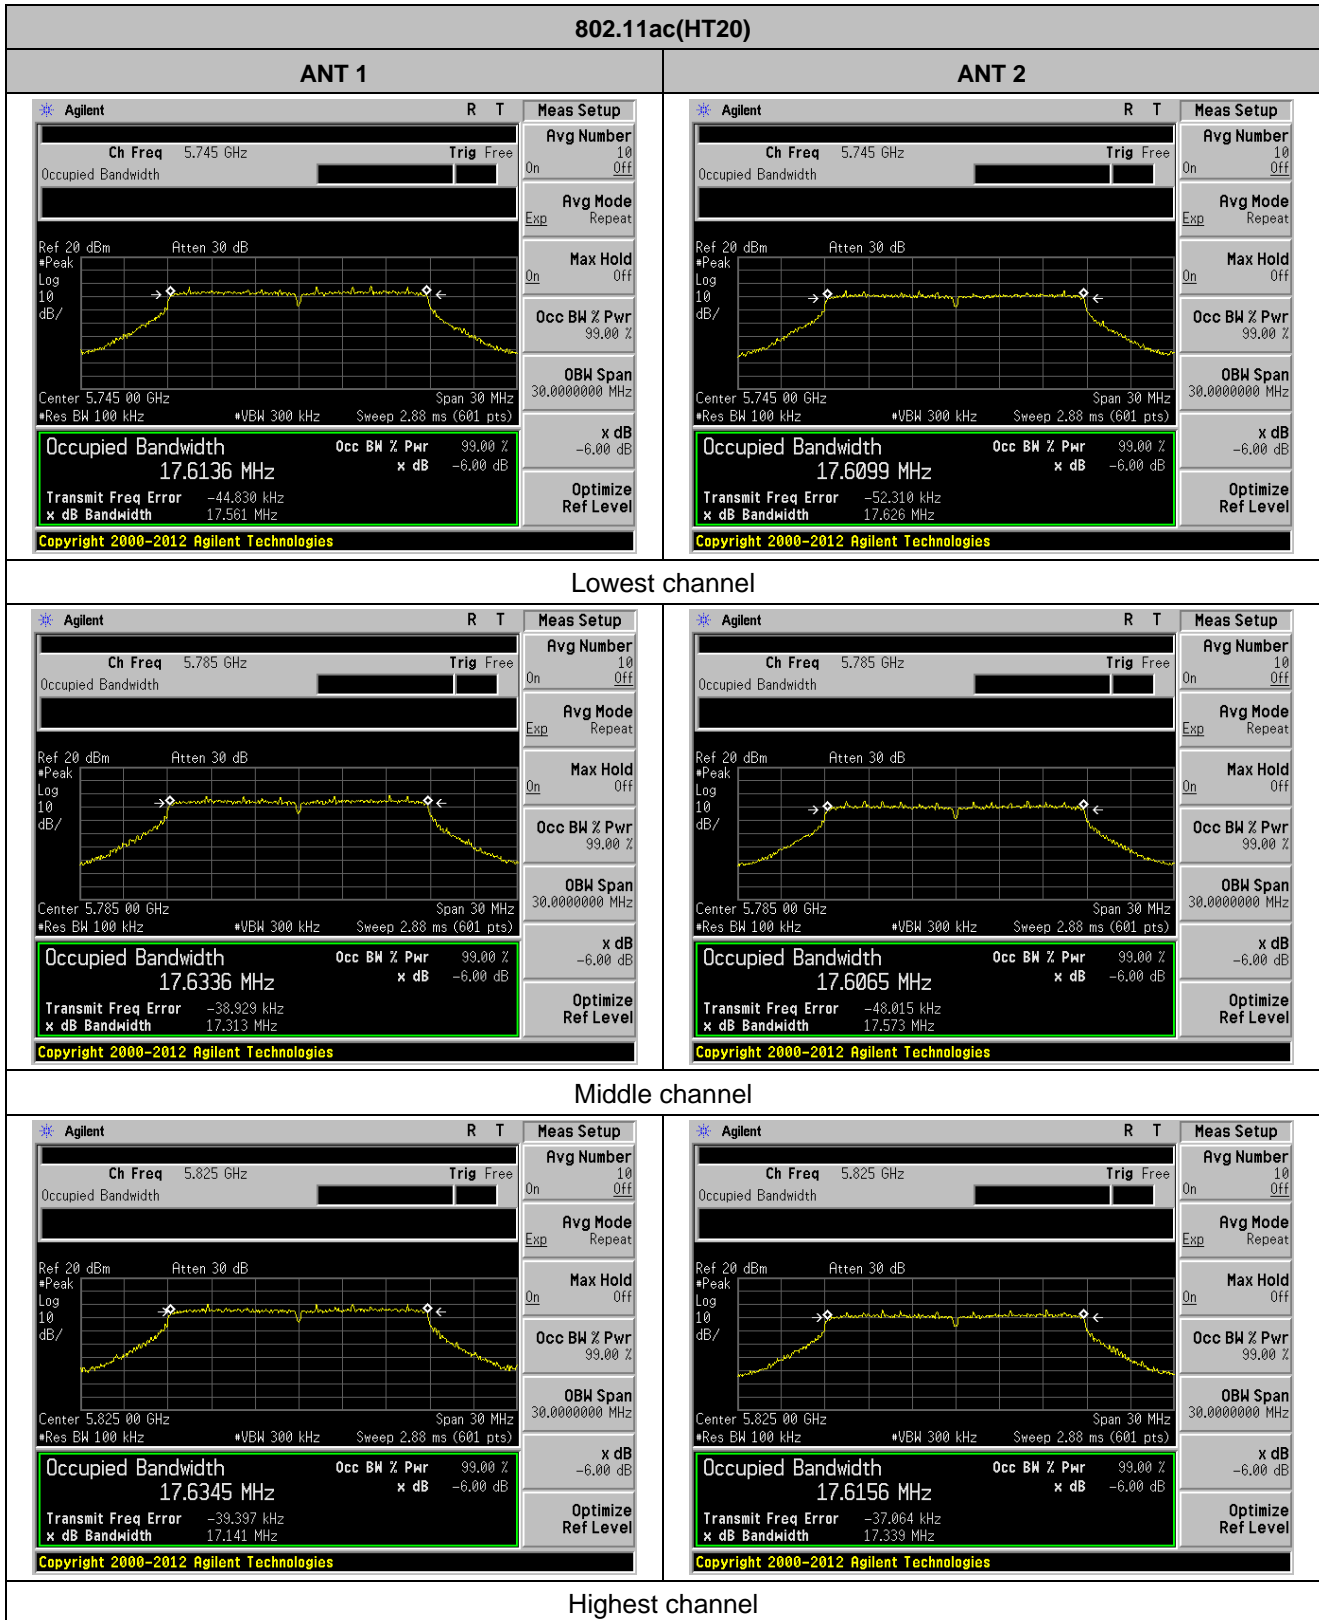 802.11ac(HT20)
ANT 1
ANT 2
Agilent R T Meas Setup
Ch Freq 5.745 GHz Trig Free
Occupied Bandwidth
Avg Number
10
On Off
Avg Mode
Exp Repeat
Max Hold
On Off
Occ BW % Pwr
99.00 %
OBW Span
30.0000000 MHz
x dB
-6.00 dB
Optimize
Ref Level
Ref 20 dBm Atten 30 dB
#Peak
Log
10
dB/
Center 5.745 00 GHz Span 30 MHz
#Res BW 100 kHz #VBW 300 kHz Sweep 2.88 ms (601 pts)
Occupied Bandwidth Occ BW % Pwr 99.00 %
17.6136 MHz x dB -6.00 dB
Transmit Freq Error -44.830 kHz
x dB Bandwidth 17.561 MHz
Copyright 2000-2012 Agilent Technologies
Agilent R T Meas Setup
Ch Freq 5.745 GHz Trig Free
Occupied Bandwidth
Avg Number
10
On Off
Avg Mode
Exp Repeat
Max Hold
On Off
Occ BW % Pwr
99.00 %
OBW Span
30.0000000 MHz
x dB
-6.00 dB
Optimize
Ref Level
Ref 20 dBm Atten 30 dB
#Peak
Log
10
dB/
Center 5.745 00 GHz Span 30 MHz
#Res BW 100 kHz #VBW 300 kHz Sweep 2.88 ms (601 pts)
Occupied Bandwidth Occ BW % Pwr 99.00 %
17.6099 MHz x dB -6.00 dB
Transmit Freq Error -52.310 kHz
x dB Bandwidth 17.626 MHz
Copyright 2000-2012 Agilent Technologies
Lowest channel
Agilent R T Meas Setup
Ch Freq 5.785 GHz Trig Free
Occupied Bandwidth
Avg Number
10
On Off
Avg Mode
Exp Repeat
Max Hold
On Off
Occ BW % Pwr
99.00 %
OBW Span
30.0000000 MHz
x dB
-6.00 dB
Optimize
Ref Level
Ref 20 dBm Atten 30 dB
#Peak
Log
10
dB/
Center 5.785 00 GHz Span 30 MHz
#Res BW 100 kHz #VBW 300 kHz Sweep 2.88 ms (601 pts)
Occupied Bandwidth Occ BW % Pwr 99.00 %
17.6336 MHz x dB -6.00 dB
Transmit Freq Error -38.929 kHz
x dB Bandwidth 17.313 MHz
Copyright 2000-2012 Agilent Technologies
Agilent R T Meas Setup
Ch Freq 5.785 GHz Trig Free
Occupied Bandwidth
Avg Number
10
On Off
Avg Mode
Exp Repeat
Max Hold
On Off
Occ BW % Pwr
99.00 %
OBW Span
30.0000000 MHz
x dB
-6.00 dB
Optimize
Ref Level
Ref 20 dBm Atten 30 dB
#Peak
Log
10
dB/
Center 5.785 00 GHz Span 30 MHz
#Res BW 100 kHz #VBW 300 kHz Sweep 2.88 ms (601 pts)
Occupied Bandwidth Occ BW % Pwr 99.00 %
17.6065 MHz x dB -6.00 dB
Transmit Freq Error -48.015 kHz
x dB Bandwidth 17.573 MHz
Copyright 2000-2012 Agilent Technologies
Middle channel
Agilent R T Meas Setup
Ch Freq 5.825 GHz Trig Free
Occupied Bandwidth
Avg Number
10
On Off
Avg Mode
Exp Repeat
Max Hold
On Off
Occ BW % Pwr
99.00 %
OBW Span
30.0000000 MHz
x dB
-6.00 dB
Optimize
Ref Level
Ref 20 dBm Atten 30 dB
#Peak
Log
10
dB/
Center 5.825 00 GHz Span 30 MHz
#Res BW 100 kHz #VBW 300 kHz Sweep 2.88 ms (601 pts)
Occupied Bandwidth Occ BW % Pwr 99.00 %
17.6345 MHz x dB -6.00 dB
Transmit Freq Error -39.397 kHz
x dB Bandwidth 17.141 MHz
Copyright 2000-2012 Agilent Technologies
Agilent R T Meas Setup
Ch Freq 5.825 GHz Trig Free
Occupied Bandwidth
Avg Number
10
On Off
Avg Mode
Exp Repeat
Max Hold
On Off
Occ BW % Pwr
99.00 %
OBW Span
30.0000000 MHz
x dB
-6.00 dB
Optimize
Ref Level
Ref 20 dBm Atten 30 dB
#Peak
Log
10
dB/
Center 5.825 00 GHz Span 30 MHz
#Res BW 100 kHz #VBW 300 kHz Sweep 2.88 ms (601 pts)
Occupied Bandwidth Occ BW % Pwr 99.00 %
17.6156 MHz x dB -6.00 dB
Transmit Freq Error -37.064 kHz
x dB Bandwidth 17.339 MHz
Copyright 2000-2012 Agilent Technologies
Highest channel